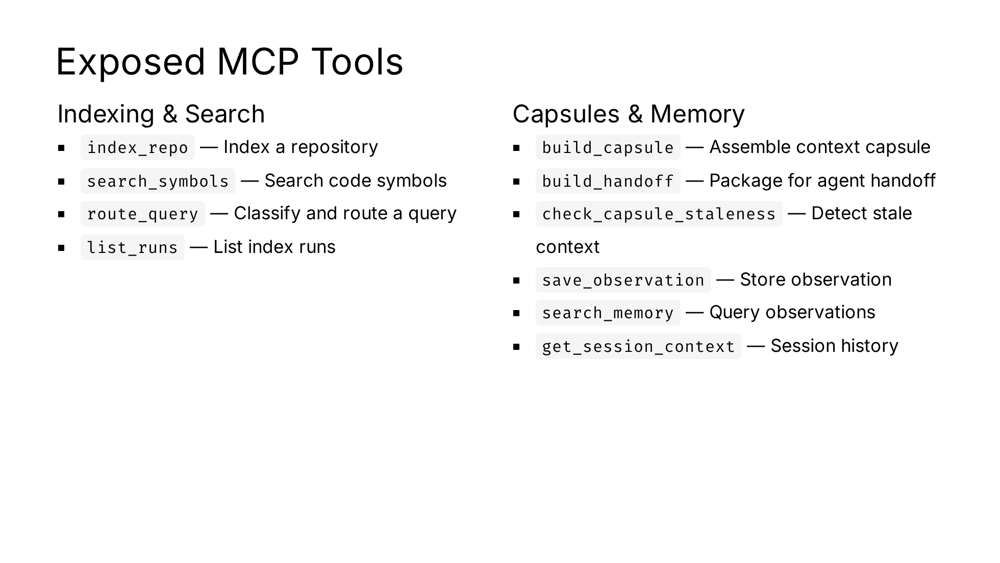 Exposed MCP Tools
Indexing & Search
▪ index_repo — Index a repository
▪ search_symbols — Search code symbols
▪ route_query — Classify and route a query
▪ list_runs — List index runs
Capsules & Memory
▪ build_capsule — Assemble context capsule
▪ build_handoff — Package for agent handoff
▪ check_capsule_staleness — Detect stale
context
▪ save_observation — Store observation
▪ search_memory — Query observations
▪ get_session_context — Session history